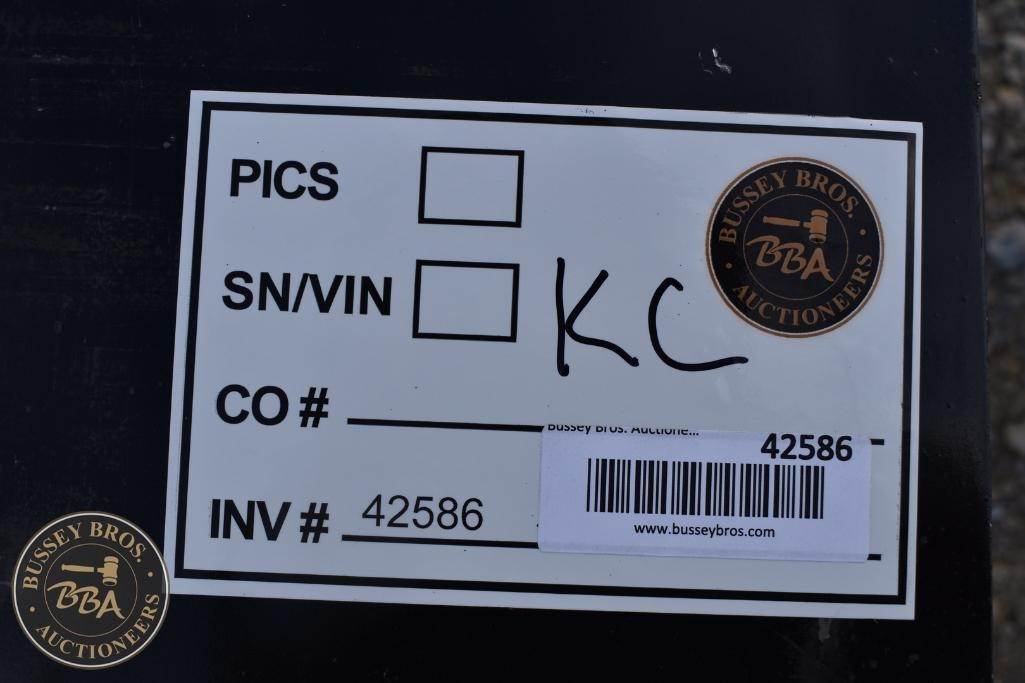 PICS
BUSSEY BROS.
BBA
AUCTIONEERS
SN/VIN
KC
CO #
Bussey Bros. Auctione...
42586
INV # 42586
www.busseybros.com
BUSSEY BROS.
BBA
AUCTIONEERS